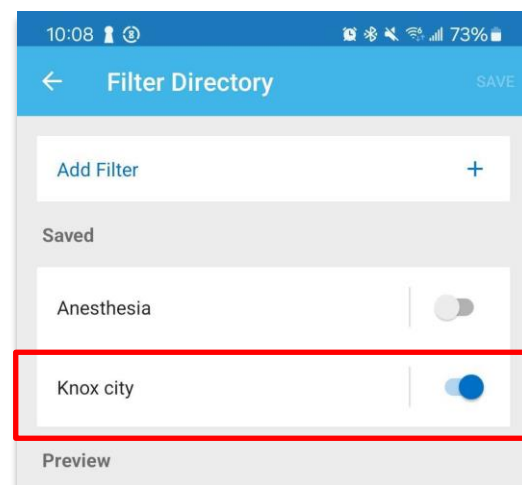 10:08 73%
Filter Directory SAVE
Add Filter +
Saved
Anesthesia
Knox city
Preview